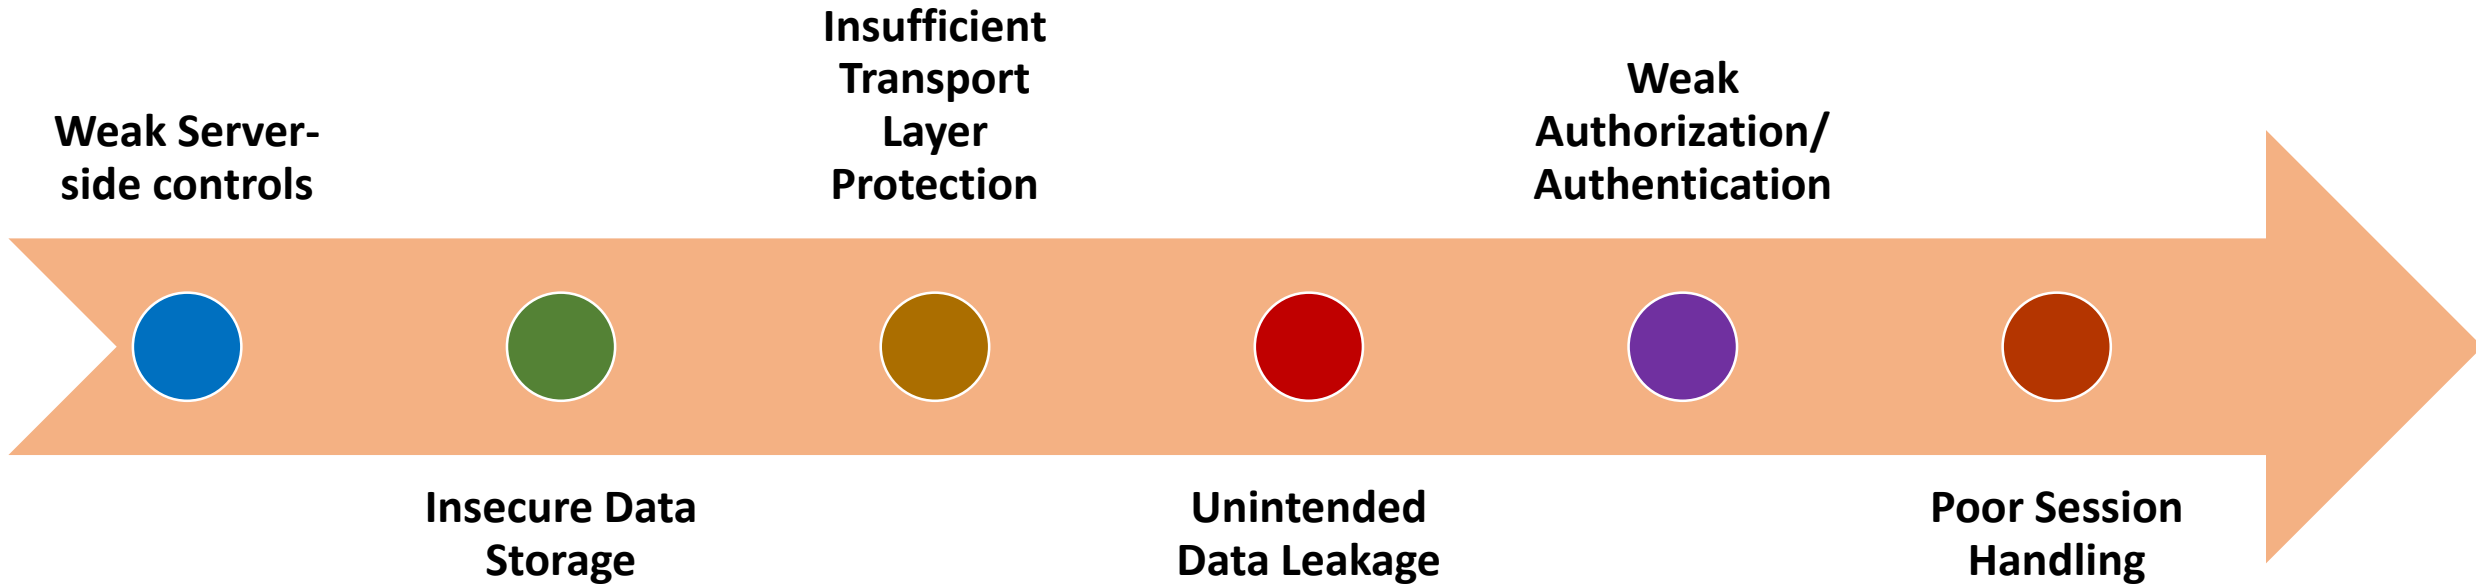 Weak Server-
side controls
Insecure Data
Storage
Insufficient
Transport
Layer
Protection
Unintended
Data Leakage
Weak
Authorization/
Authentication
Poor Session
Handling